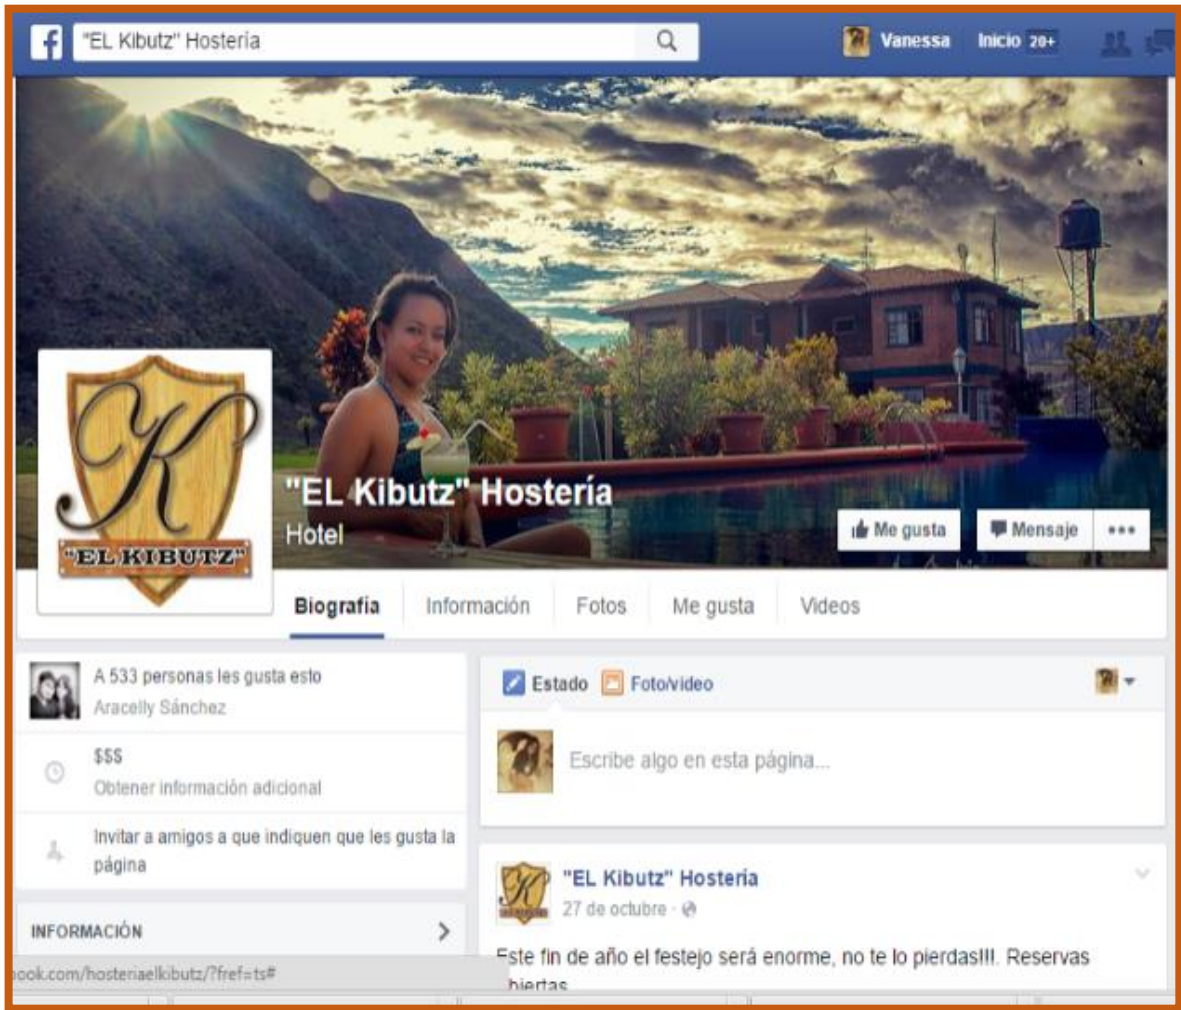 "EL Kibutz" Hostería
Vanessa
Inicio 20+
K
"EL KIBUTZ"
"EL Kibutz" Hostería
Hotel
Me gusta
Mensaje
Biografía
Información
Fotos
Me gusta
Videos
A 533 personas les gusta esto
Aracelly Sánchez
$$$
Obtener información adicional
Invitar a amigos a que indiquen que les gusta la
página
INFORMACIÓN
Estado
Foto/video
Escribe algo en esta página...
"EL Kibutz" Hostería
27 de octubre
Este fin de año el festejo será enorme, no te lo pierdas!!!. Reservas
ook.com/hosteriaelkibutz/?fref=ts#